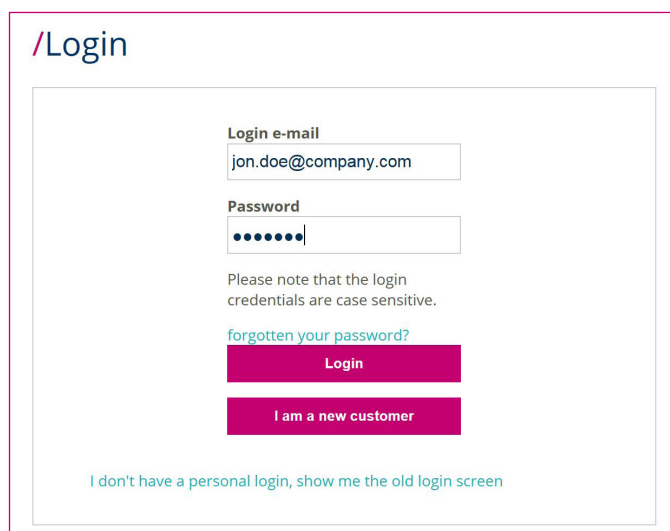 /Login
Login e-mail
jon.doe@company.com
Password
•••••••
Please note that the login
credentials are case sensitive.
forgotten your password?
Login
I am a new customer
I don't have a personal login, show me the old login screen